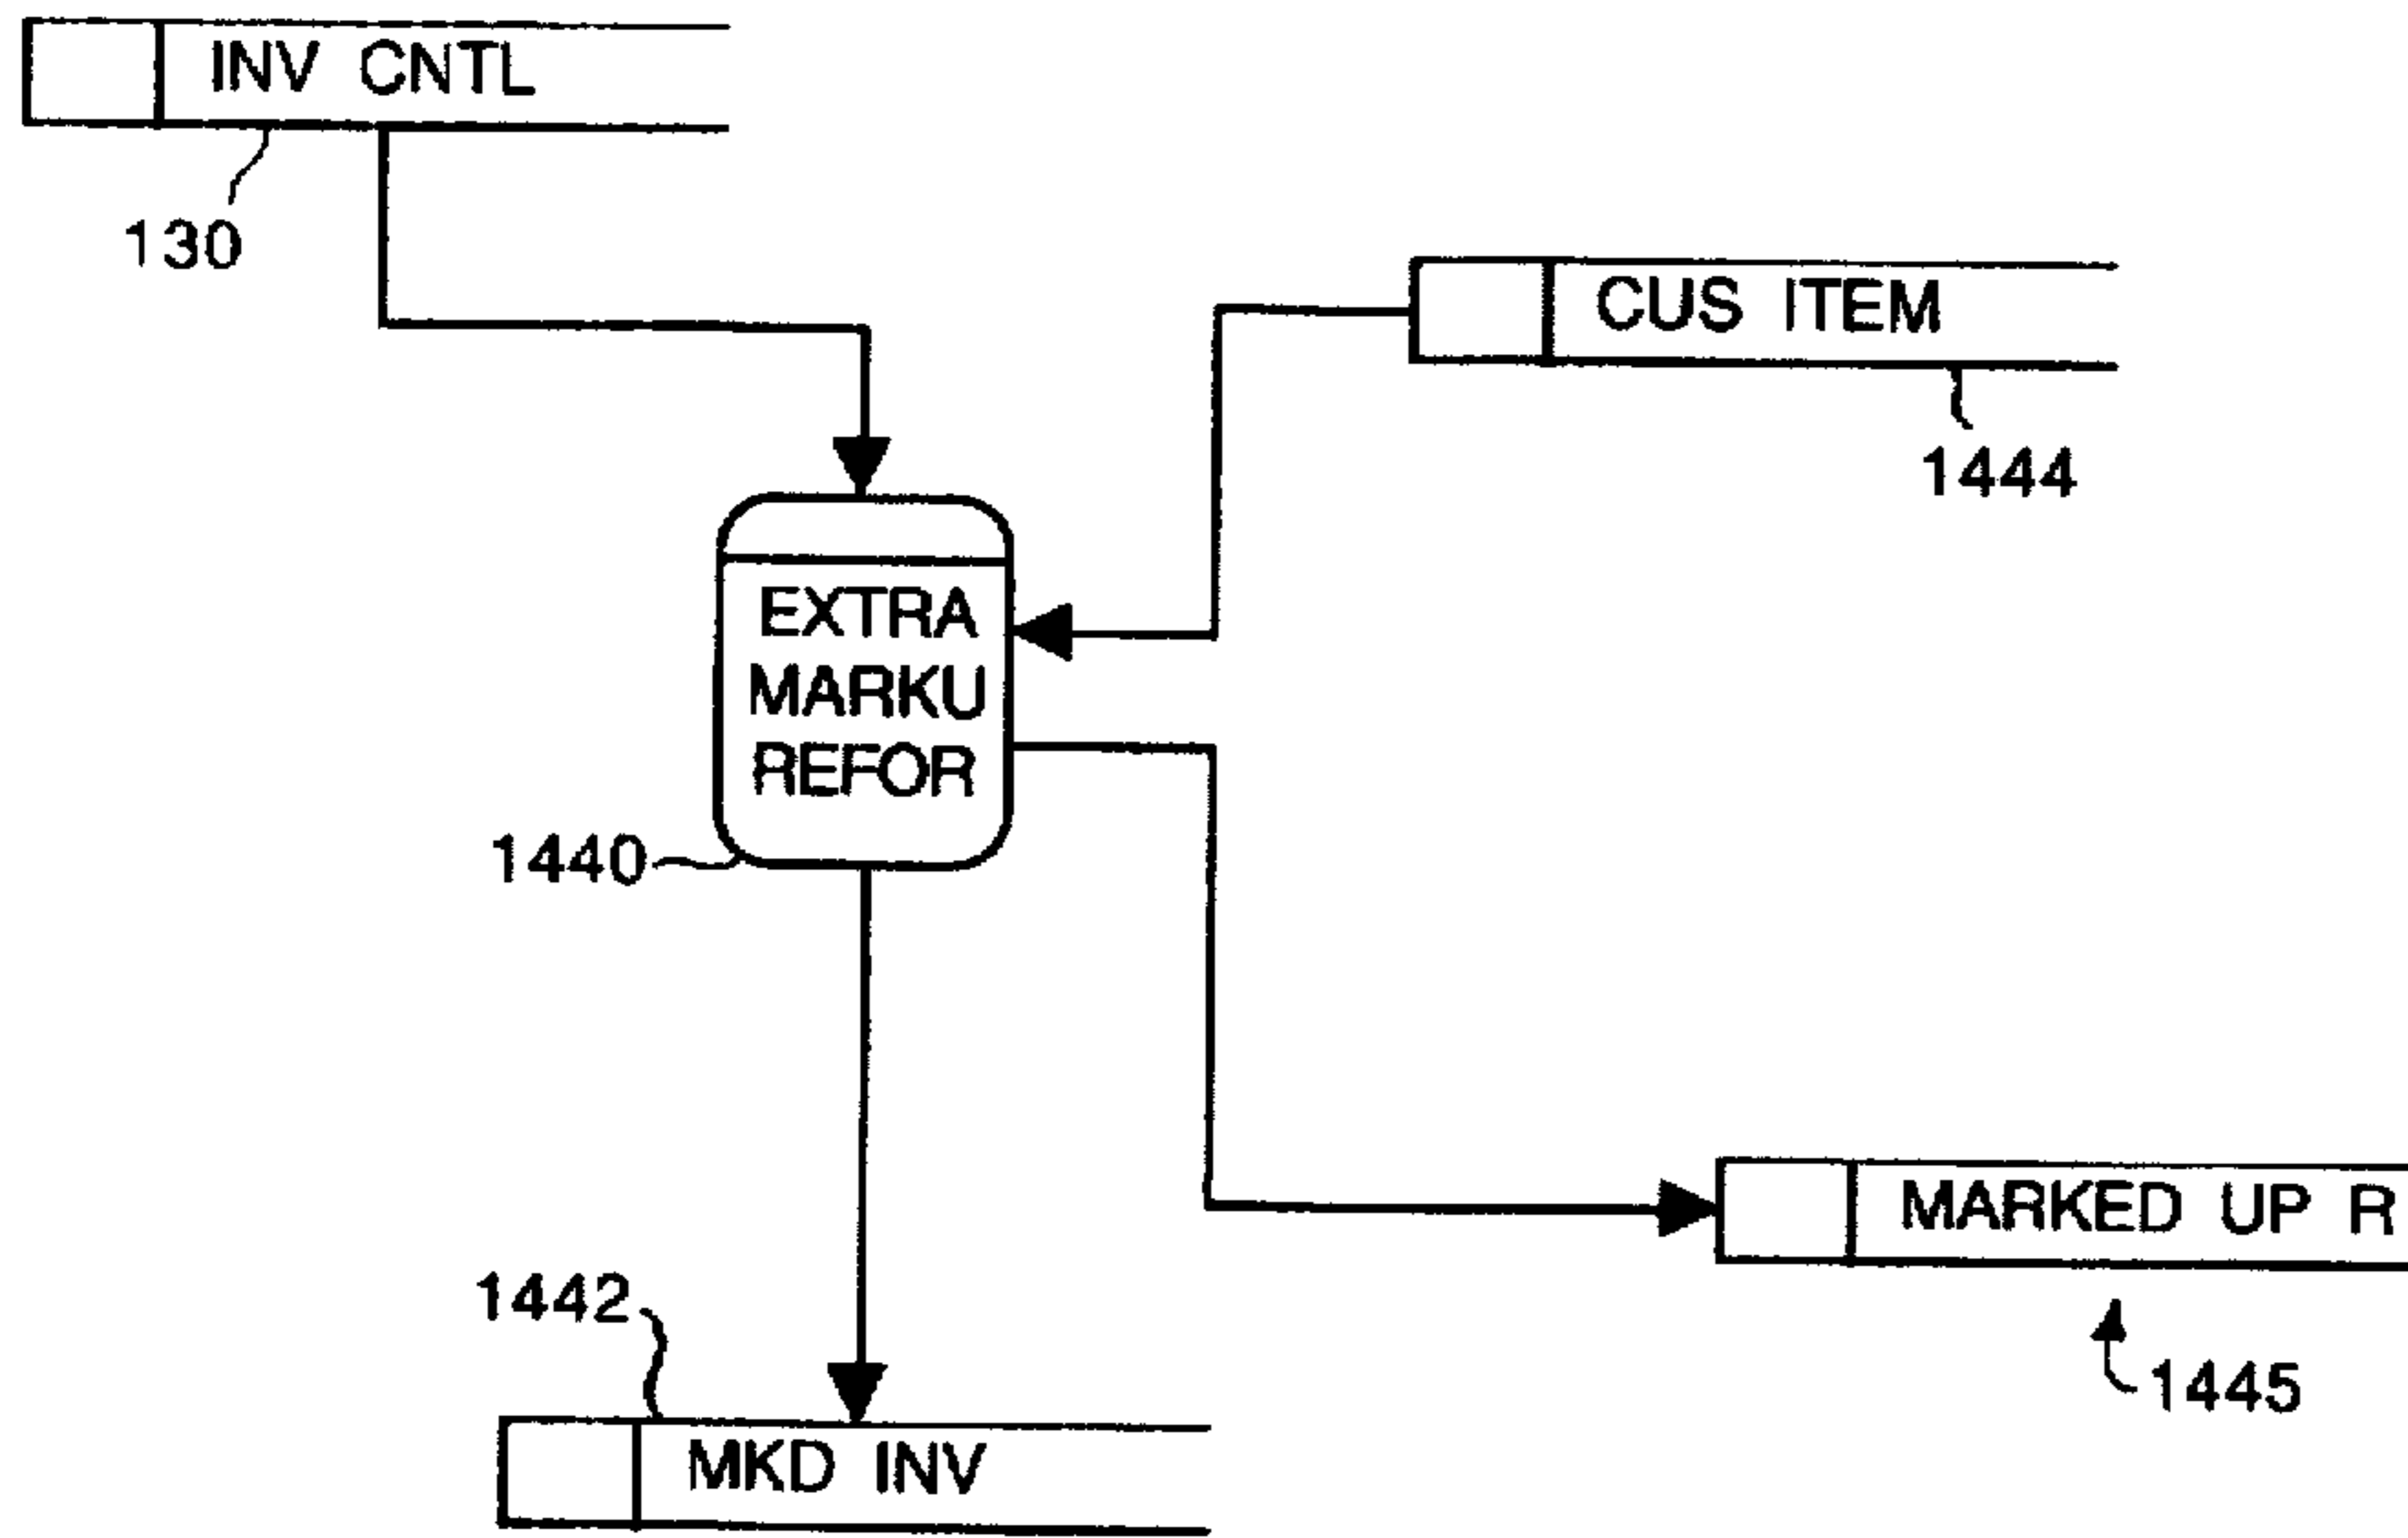 INV CNTL
130
CUS ITEM
1444
EXTRA
MARKU
REFOR
1440
MARKED UP R
1442
1445
MKD INV